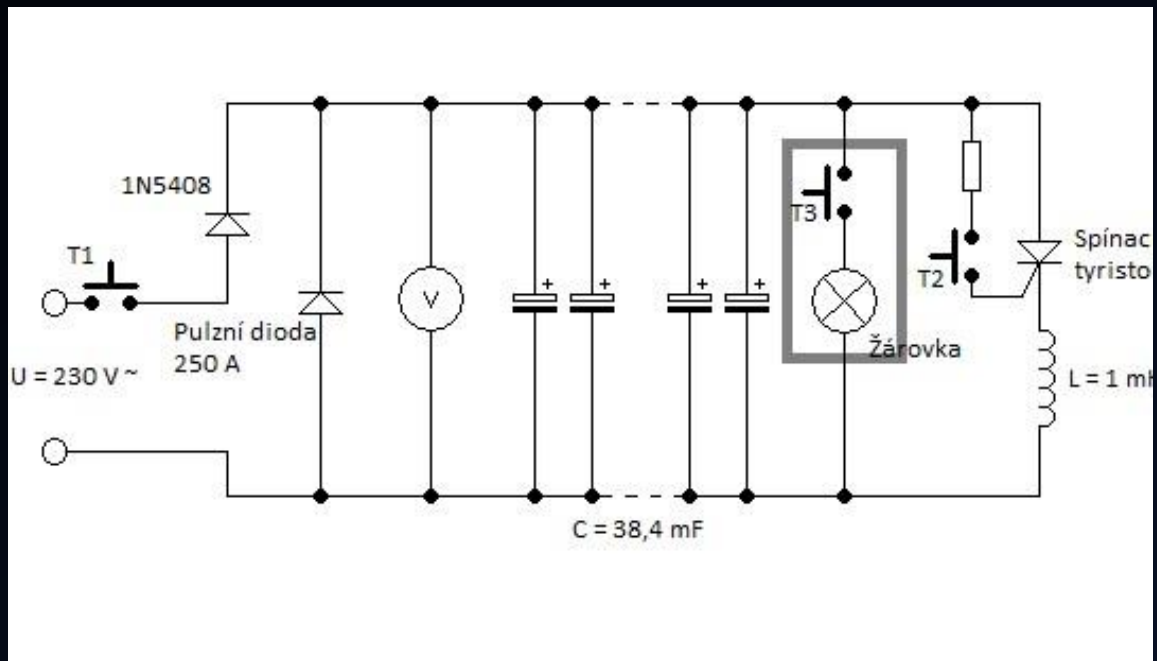 1N5408
T1
Pulzní dioda
250 A
U = 230 V ~
V
+
+
+
+
T3
Žárovka
T2
Spínac
tyristo
L = 1 mH
C = 38,4 mF